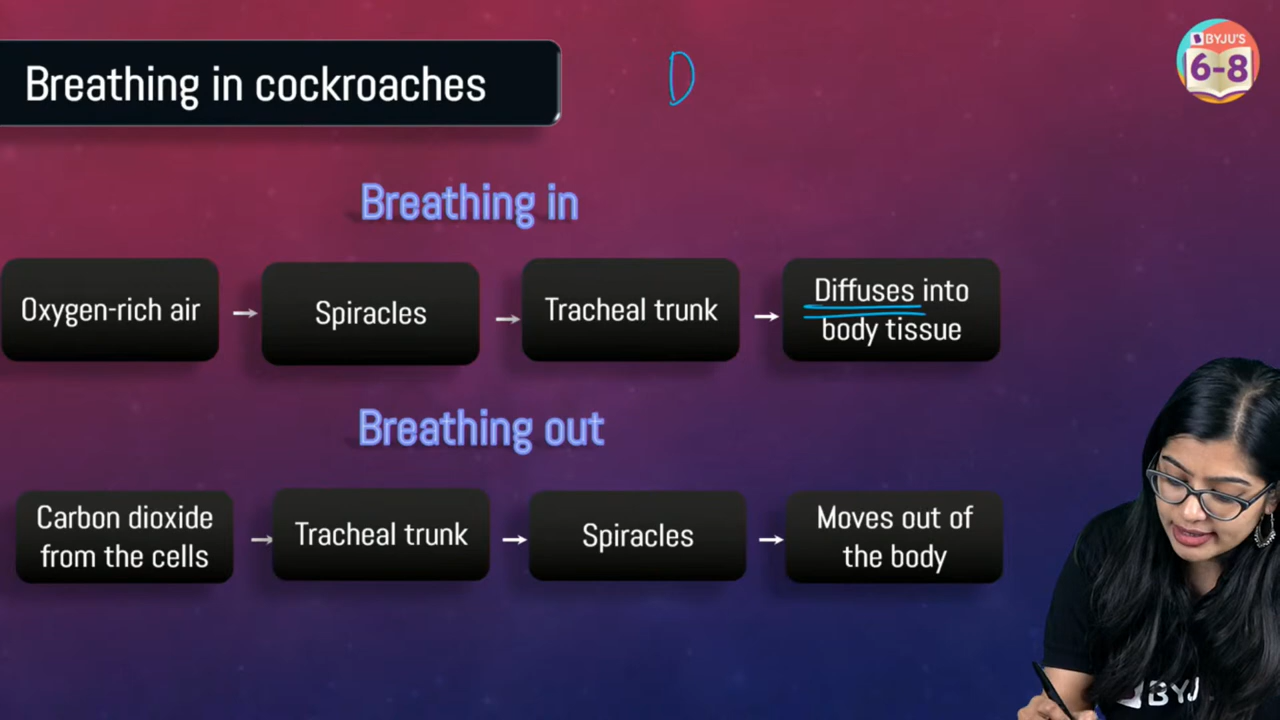 Breathing in cockroaches
D
BYJU'S
6-8
Breathing in
Oxygen-rich air → Spiracles → Tracheal trunk → Diffuses into
body tissue
Breathing out
Carbon dioxide
from the cells → Tracheal trunk → Spiracles → Moves out of
the body
BYJ